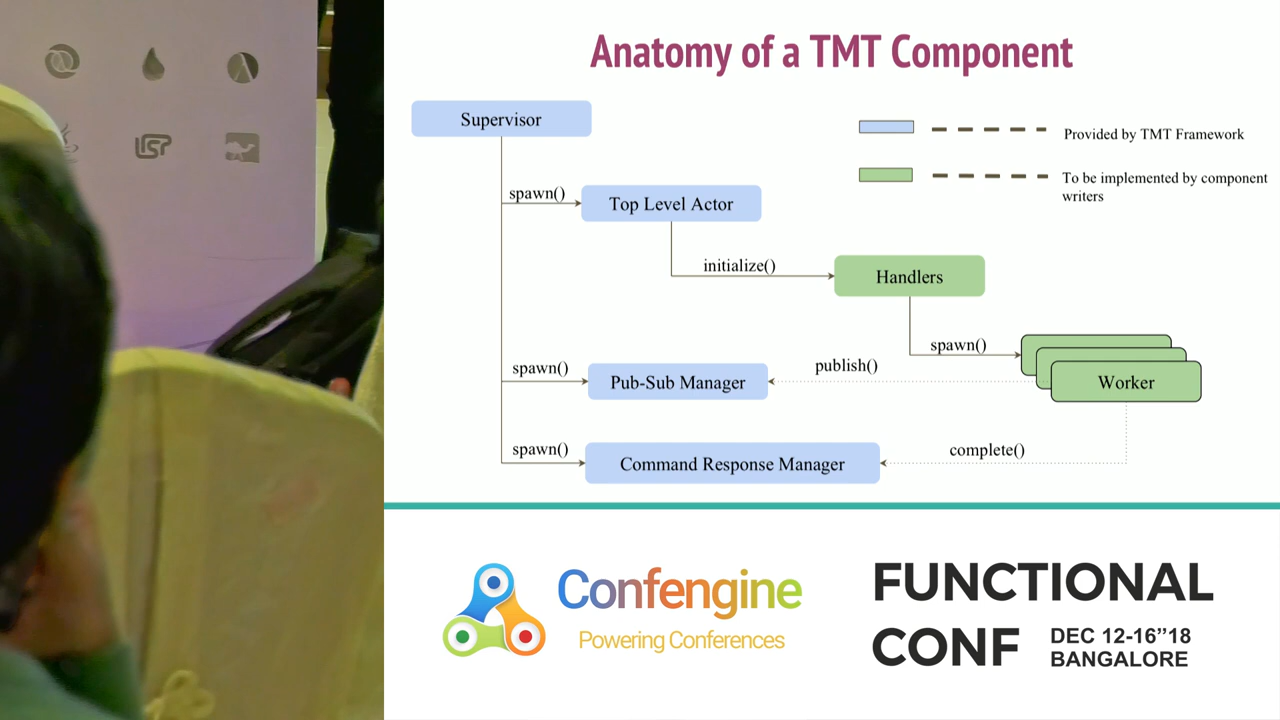 Anatomy of a TMT Component
Supervisor
Provided by TMT Framework
To be implemented by component
writers
spawn()
Top Level Actor
initialize()
Handlers
spawn()
spawn()
Pub-Sub Manager
publish()
Worker
spawn()
Command Response Manager
complete()
Confengine
Powering Conferences
FUNCTIONAL
CONF
DEC 12-16”18
BANGALORE
LISP